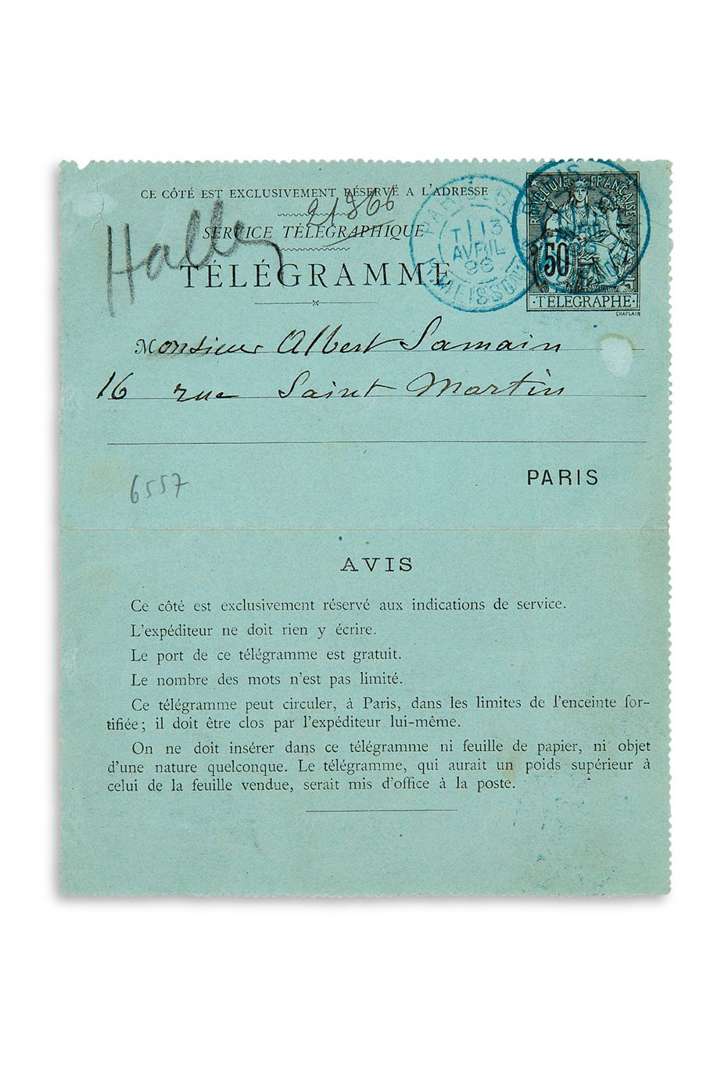 CE CÔTÉ EST EXCLUSIVEMENT RÉSERVÉ A L'ADRESSE
21866
SERVICE TÉLÉGRAPHIQUE
TÉLÉGRAMME
PARIS
13
AVRIL
RÉPUBLIQUE FRANÇAISE
50
TÉLÉGRAPHE
CHAPLAIN
Monsieur Albert Samain
16 rue Saint Martin
PARIS
6557
AVIS
Ce côté est exclusivement réservé aux indications de service.
L'expéditeur ne doit rien y écrire.
Le port de ce télégramme est gratuit.
Le nombre des mots n'est pas limité.
Ce télégramme peut circuler, à Paris, dans les limites de l'enceinte for-
tifiée; il doit être clos par l'expéditeur lui-même.
On ne doit insérer dans ce télégramme ni feuille de papier, ni objet
d'une nature quelconque. Le télégramme, qui aurait un poids supérieur à
celui de la feuille vendue, serait mis d'office à la poste.